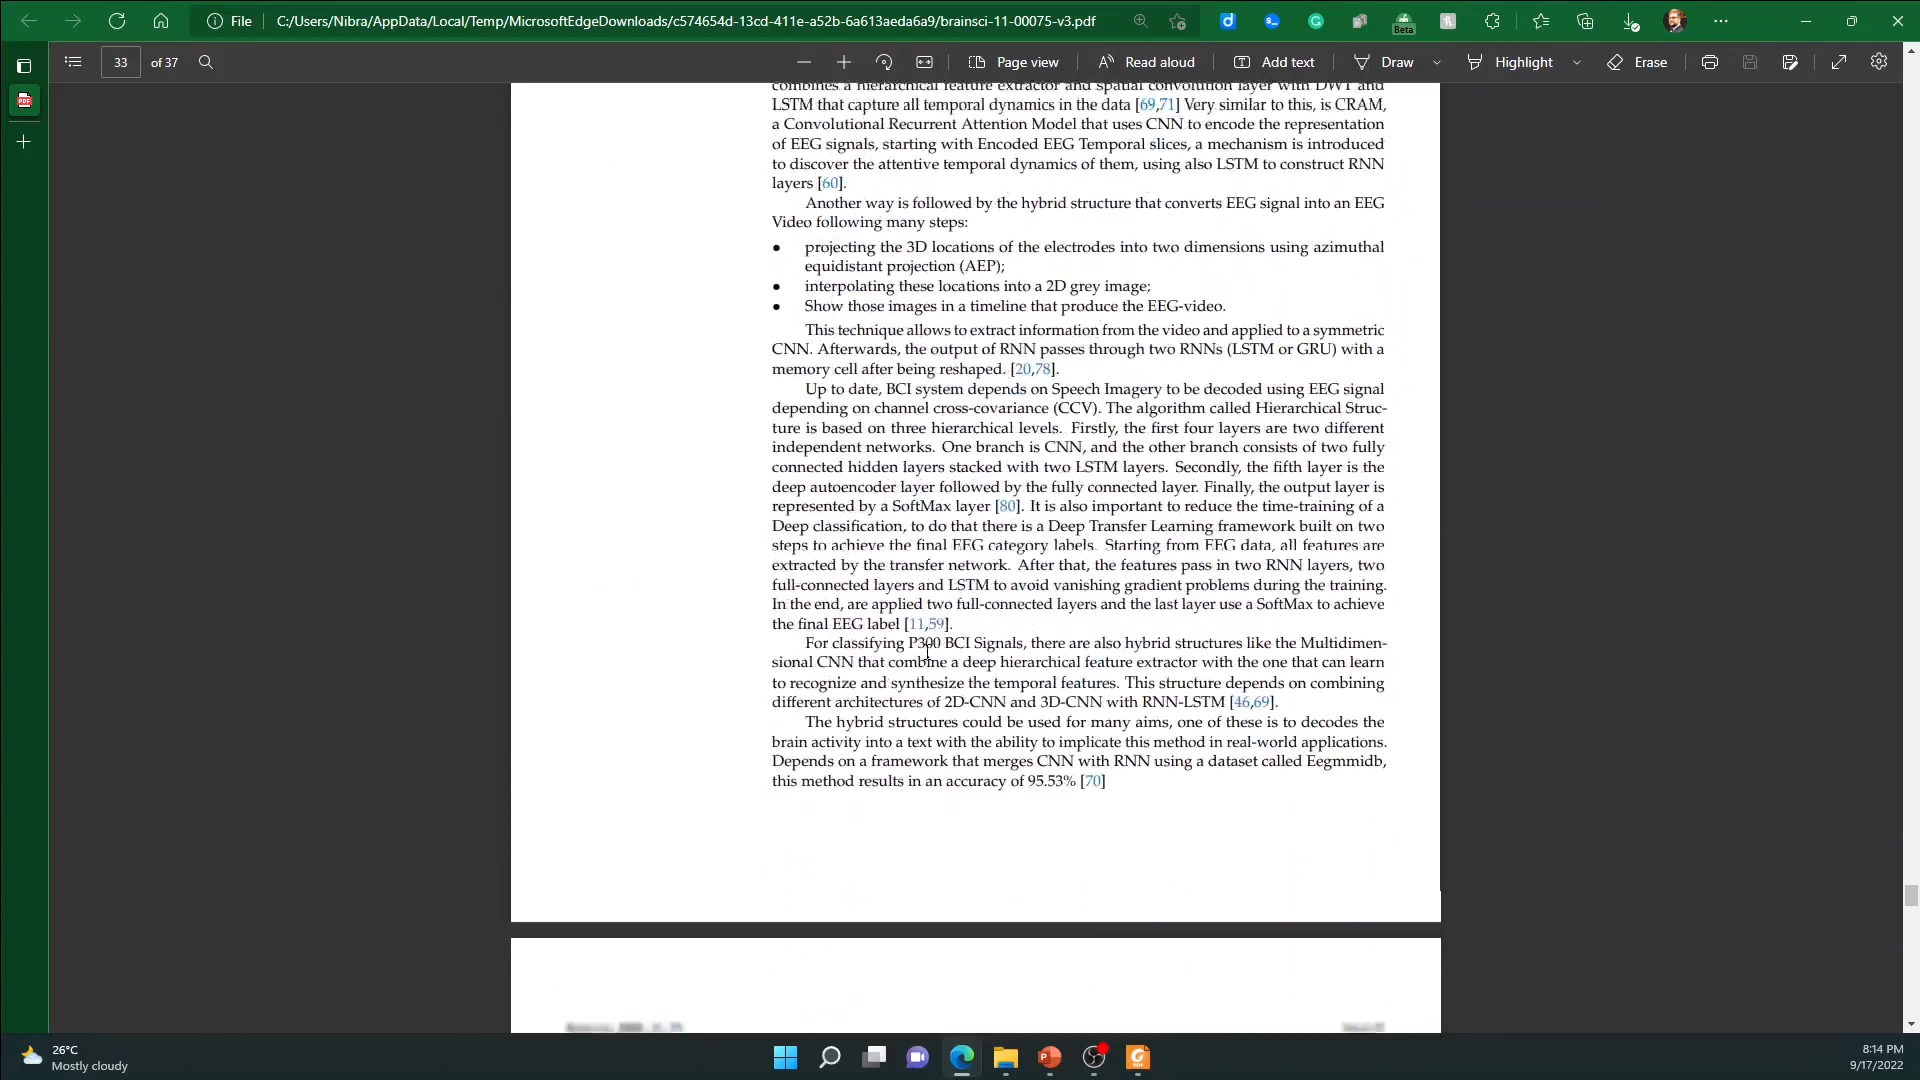 File
C:/Users/Nibra/AppData/Local/Temp/MicrosoftEdgeDownloads/c574654d-13cd-411e-a52b-6a613aeda6a9/brainsci-11-00075-v3.pdf
Beta
33 of 37
Page view
Read aloud
Add text
Draw
Highlight
Erase
combines a hierarchical feature extractor and spatial convolution layer with DWT and
LSTM that capture all temporal dynamics in the data [69,71] Very similar to this, is CRAM,
a Convolutional Recurrent Attention Model that uses CNN to encode the representation
of EEG signals, starting with Encoded EEG Temporal slices, a mechanism is introduced
to discover the attentive temporal dynamics of them, using also LSTM to construct RNN
layers [60].
Another way is followed by the hybrid structure that converts EEG signal into an EEG
Video following many steps:
• projecting the 3D locations of the electrodes into two dimensions using azimuthal
equidistant projection (AEP);
• interpolating these locations into a 2D grey image;
• Show those images in a timeline that produce the EEG-video.
This technique allows to extract information from the video and applied to a symmetric
CNN. Afterwards, the output of RNN passes through two RNNs (LSTM or GRU) with a
memory cell after being reshaped. [20,78].
Up to date, BCI system depends on Speech Imagery to be decoded using EEG signal
depending on channel cross-covariance (CCV). The algorithm called Hierarchical Struc-
ture is based on three hierarchical levels. Firstly, the first four layers are two different
independent networks. One branch is CNN, and the other branch consists of two fully
connected hidden layers stacked with two LSTM layers. Secondly, the fifth layer is the
deep autoencoder layer followed by the fully connected layer. Finally, the output layer is
represented by a SoftMax layer [80]. It is also important to reduce the time-training of a
Deep classification, to do that there is a Deep Transfer Learning framework built on two
steps to achieve the final EEG category labels. Starting from EEG data, all features are
extracted by the transfer network. After that, the features pass in two RNN layers, two
full-connected layers and LSTM to avoid vanishing gradient problems during the training.
In the end, are applied two full-connected layers and the last layer use a SoftMax to achieve
the final EEG label [11,59].
For classifying P300 BCI Signals, there are also hybrid structures like the Multidimen-
sional CNN that combine a deep hierarchical feature extractor with the one that can learn
to recognize and synthesize the temporal features. This structure depends on combining
different architectures of 2D-CNN and 3D-CNN with RNN-LSTM [46,69].
The hybrid structures could be used for many aims, one of these is to decodes the
brain activity into a text with the ability to implicate this method in real-world applications.
Depends on a framework that merges CNN with RNN using a dataset called Eegmmidb,
this method results in an accuracy of 95.53% [70]
26°C
Mostly cloudy
8:14 PM
9/17/2022